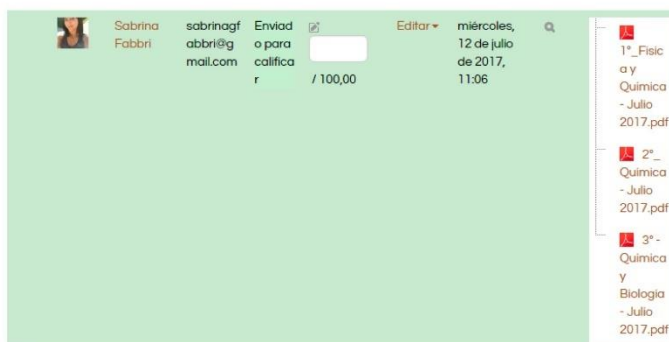 Sabrina
Fabbri
sabrinagf
abbri@g
mail.com
Enviad
o para
califica
r
/ 100,00
Editar
miércoles,
12 de julio
de 2017,
11:06
1°_Fisic
a y
Quimica
- Julio
2017.pdf
2°_
Quimica
- Julio
2017.pdf
3° -
Quimica
y
Biologia
- Julio
2017.pdf